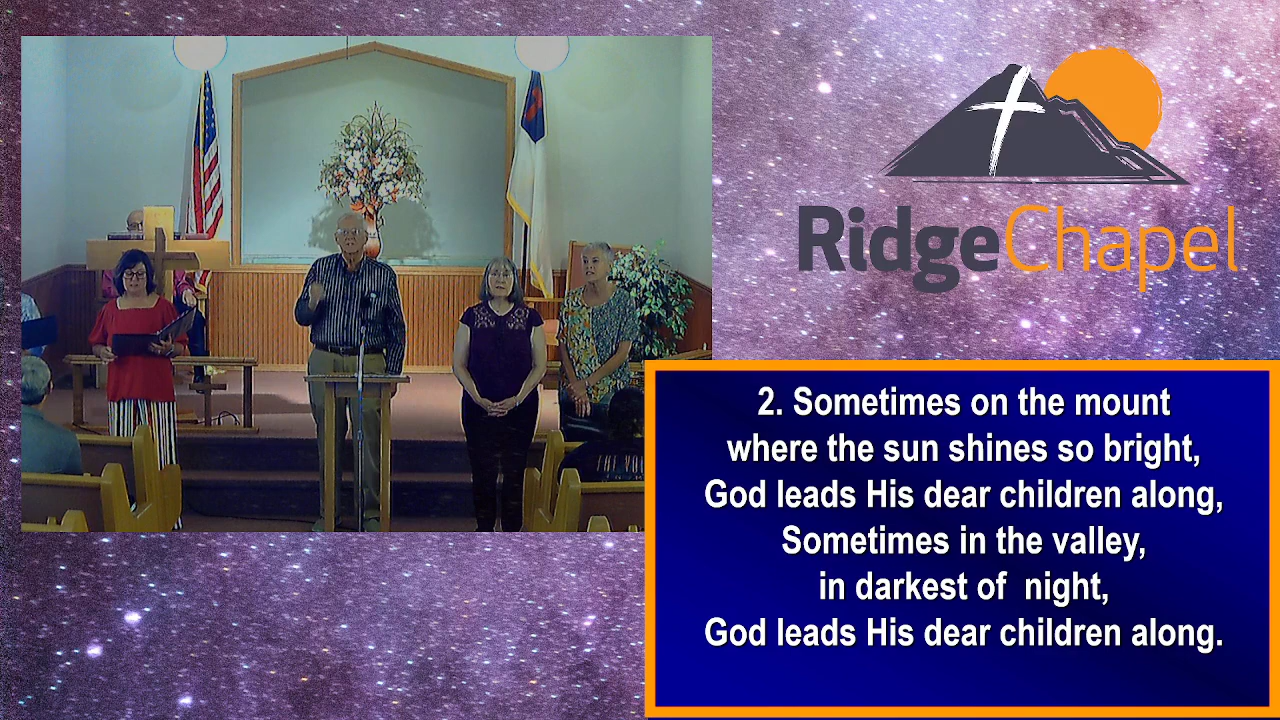 RidgeChapel
2. Sometimes on the mount
where the sun shines so bright,
God leads His dear children along,
Sometimes in the valley,
in darkest of  night,
God leads His dear children along.